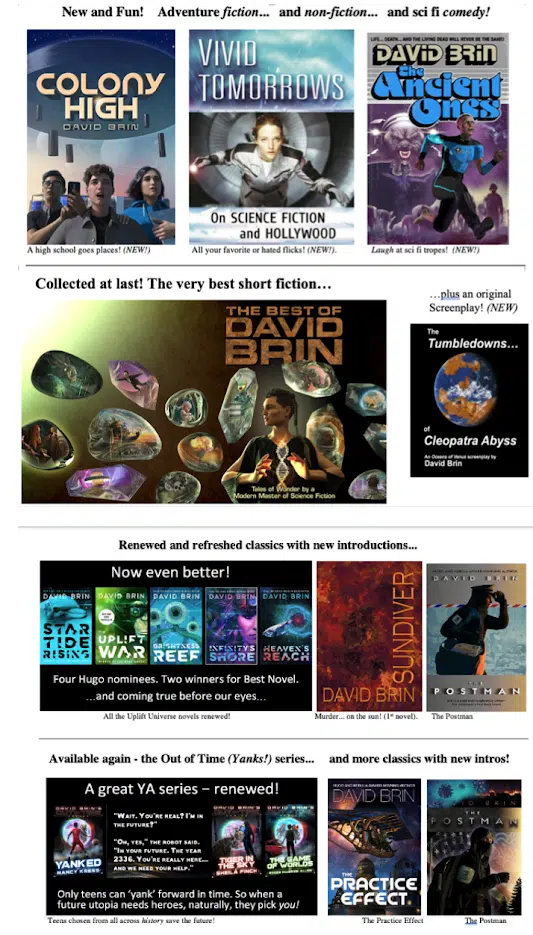 New and Fun! Adventure fiction... and non-fiction... and sci fi comedy!
COLONY
HIGH
DAVID BRIN
VIVID
TOMORROWS
On SCIENCE FICTION
and HOLLYWOOD
LIFE... DEATH... AND THE LIVING DEAD WILL REVISE BE THE SAME!
DAVID BRIN
the
Ancient
Ones
A high school goes places! (NEW!)
All your favorite or hated flicks! (NEW!).
Laugh at sci fi tropes! (NEW!)
Collected at last! The very best short fiction…
…plus an original
Screenplay! (NEW)
THE BEST OF
DAVID
BRIN
Tales of Wonder by a
Modern Master of Science Fiction
The
Tumbledowns…
of
Cleopatra Abyss
An Oceans of Venus screenplay by
David Brin
Renewed and refreshed classics with new introductions...
Now even better!
DAVID BRIN
STAR
TIDE
RISING
DAVID BRIN
UPLIFT
WAR
DAVID BRIN
BRIGHTNESS
REEF
DAVID BRIN
INFINITY'S
SHORE
DAVID BRIN
HEAVEN'S
REACH
Four Hugo nominees. Two winners for Best Novel.
…and coming true before our eyes…
SUNDIVER
DAVID BRIN
DAVID BRIN
THE
POSTMAN
All the Uplift Universe novels renewed!
Murder... on the sun! (1st novel).
The Postman
Available again - the Out of Time (Yanks!) series... and more classics with new intros!
A great YA series – renewed!
DAVID BRIN'S
YANKED
NANCY KRESS
"WAIT. YOU'RE REAL? I'M IN
THE FUTURE?"
"OH, YES," THE ROBOT SAID.
"IN YOUR FUTURE. THE YEAR
2336. YOU'RE REALLY HERE...
AND WE NEED YOUR HELP."
DAVID BRIN'S
TIGER IN
THE SKY
SHEILA FINCH
DAVID BRIN'S
THE GAME OF
WORLDS
ROGER MACBRIDE ALLEN
Only teens can 'yank' forward in time. So when a
future utopia needs heroes, naturally, they pick you!
DAVID BRIN
THE
PRACTICE
EFFECT.
DAVID BRIN
THE
POSTMAN
Teens chosen from all across history save the future!
The Practice Effect
The Postman